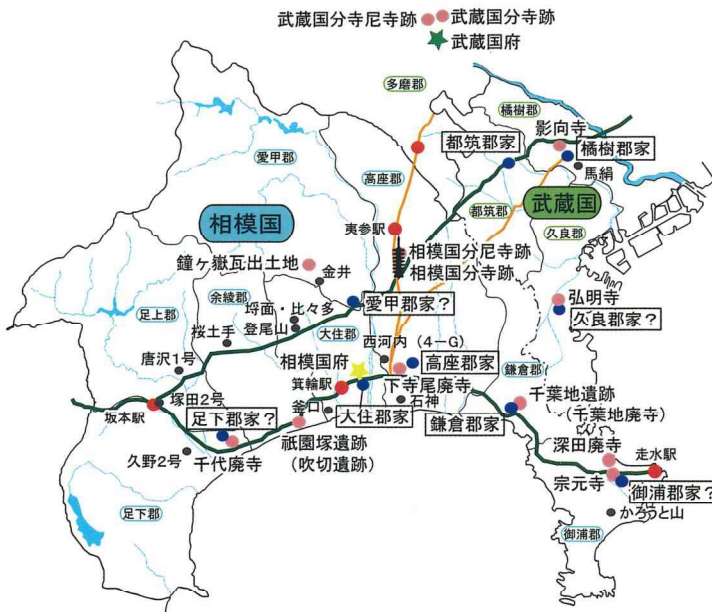 武蔵国分寺尼寺跡
武蔵国分寺跡
武蔵国府
多磨郡
橘樹郡
影向寺
都筑郡家
橘樹郡家
馬絹
愛甲郡
高座郡
都筑郡
武蔵国
久良郡
夷参駅
相模国
相模国分尼寺跡
相模国分寺跡
鐘ヶ嶽瓦出土地
金井
弘明寺
久良郡家?
愛甲郡家?
余綾郡
足上郡
埒面・比々多
登尾山
大住郡
桜土手
西河内(4-G)
高座郡家
鎌倉郡
唐沢1号
相模国府
箕輪駅
下寺尾廃寺
石神
千葉地遺跡
(千葉地廃寺)
塚田2号
坂本駅
足下郡家?
釜口
大住郡家
鎌倉郡家
深田廃寺
走水駅
祇園塚遺跡
(吹切遺跡)
久野2号
千代廃寺
宗元寺
御浦郡家?
かろうと山
足下郡
御浦郡